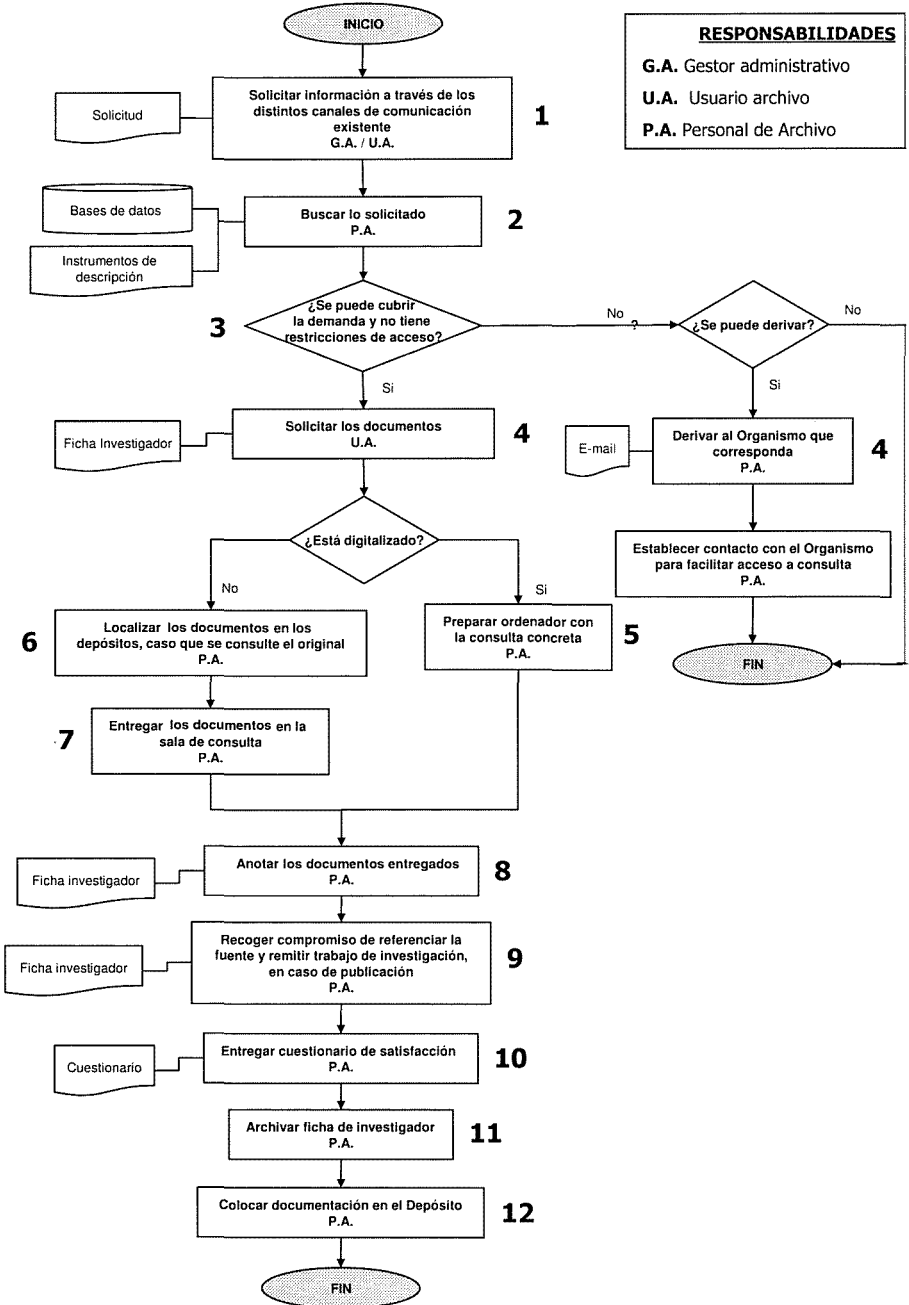 INICIO
RESPONSABILIDADES
G.A. Gestor administrativo
U.A. Usuario archivo
P.A. Personal de Archivo
Solicitud
Solicitar información a través de los
distintos canales de comunicación
existente
G.A. / U.A.
1
Bases de datos
Instrumentos de
descripción
Buscar lo solicitado
P.A.
2
3
¿Se puede cubrir
la demanda y no tiene
restricciones de acceso?
No
?
¿Se puede derivar?
No
Si
Si
Ficha Investigador
Solicitar los documentos
U.A.
4
E-mail
Derivar al Organismo que
corresponda
P.A.
4
¿Está digitalizado?
Establecer contacto con el Organismo
para facilitar acceso a consulta
P.A.
No
Si
6
Localizar los documentos en los
depósitos, caso que se consulte el original
P.A.
Preparar ordenador con
la consulta concreta
P.A.
5
FIN
7
Entregar los documentos en la
sala de consulta
P.A.
Ficha investigador
Anotar los documentos entregados
P.A.
8
Ficha investigador
Recoger compromiso de referenciar la
fuente y remitir trabajo de investigación,
en caso de publicación
P.A.
9
Cuestionario
Entregar cuestionario de satisfacción
P.A.
10
Archivar ficha de investigador
P.A.
11
Colocar documentación en el Depósito
P.A.
12
FIN